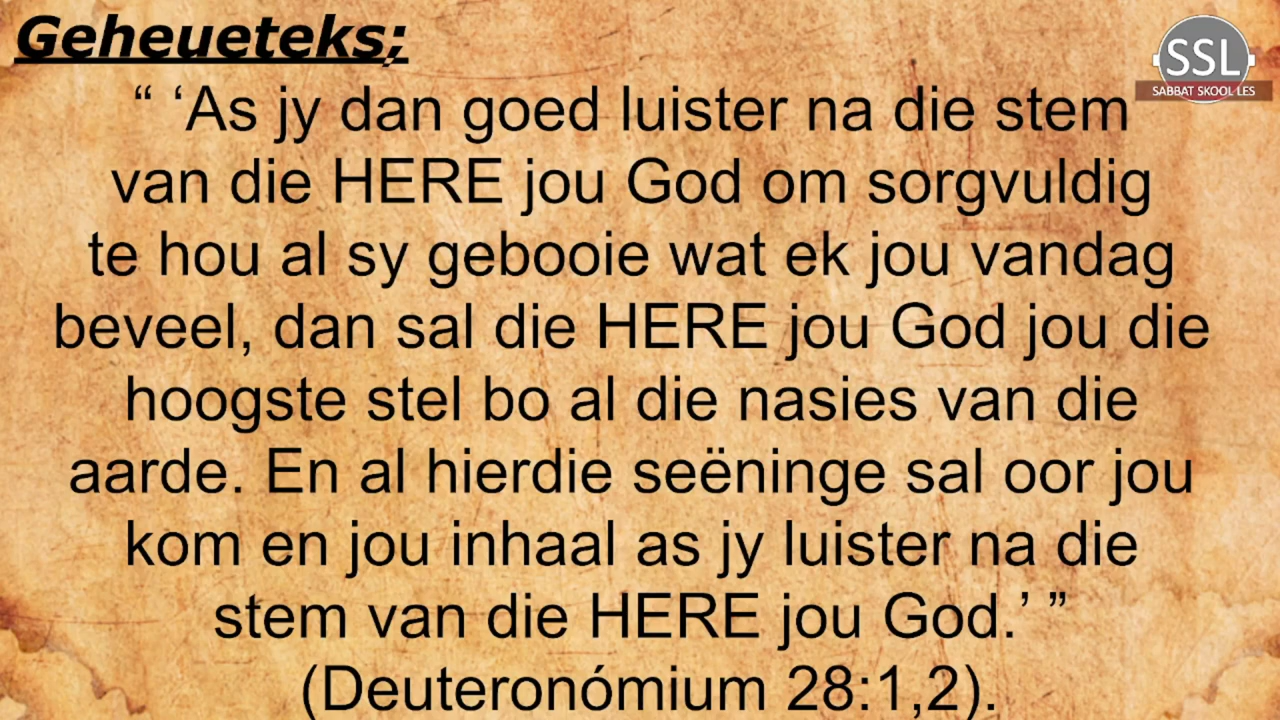 Geheueteks;
SSL
SABBAT SKOOL LES
“ ‘As jy dan goed luister na die stem
van die HERE jou God om sorgvuldig
te hou al sy gebooie wat ek jou vandag
beveel, dan sal die HERE jou God jou die
hoogste stel bo al die nasies van die
aarde. En al hierdie seëninge sal oor jou
kom en jou inhaal as jy luister na die
stem van die HERE jou God.’ ”
(Deuteronómium 28:1,2).